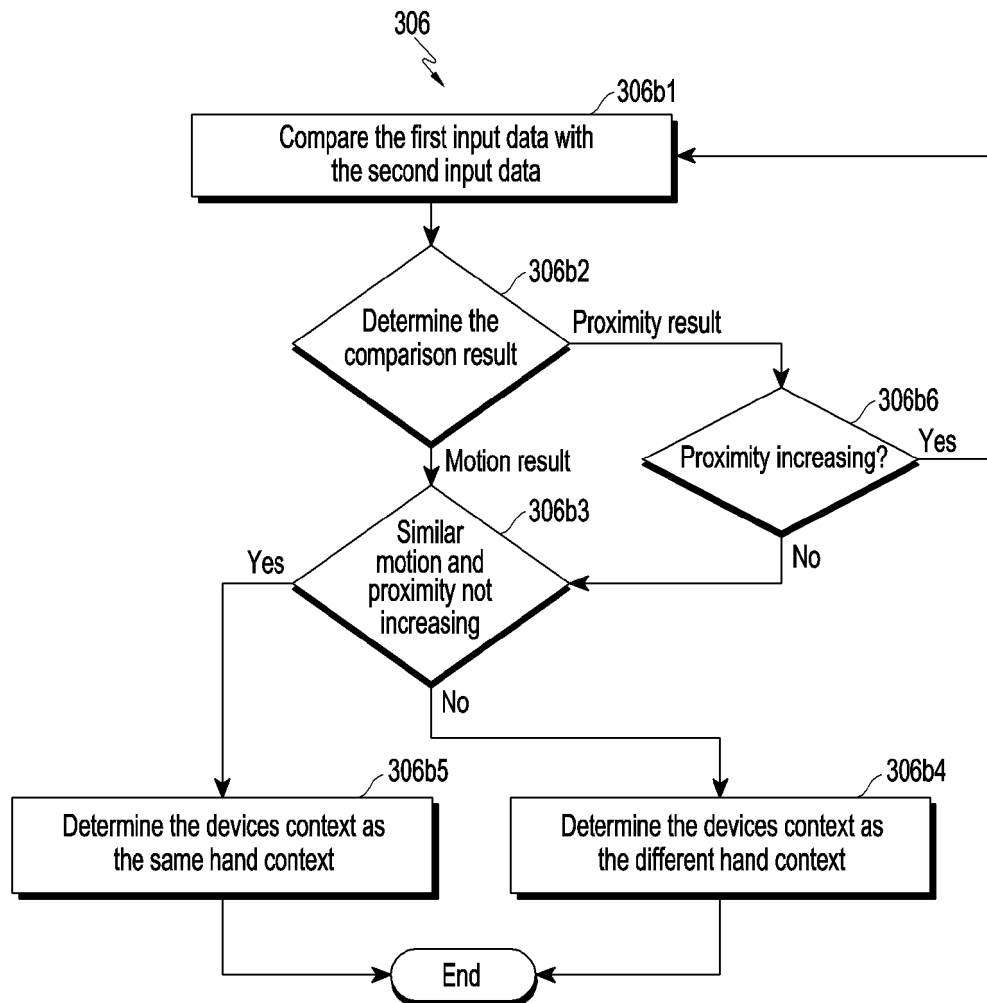 306
306b1
Compare the first input data with
the second input data
306b2
Determine the
comparison result
Proximity result
306b6
Proximity increasing?
Yes
Motion result
306b3
Similar
motion and
proximity not
increasing
Yes
No
No
306b5
Determine the devices context as
the same hand context
306b4
Determine the devices context as
the different hand context
End